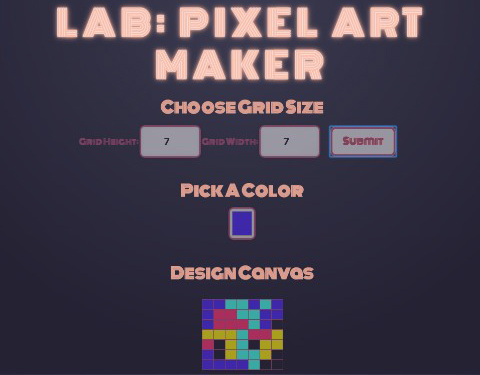 LAB: PIXEL ART
MAKER
Choose Grid Size
Grid Height: 7 Grid Width: 7 Submit
Pick A Color
Design Canvas